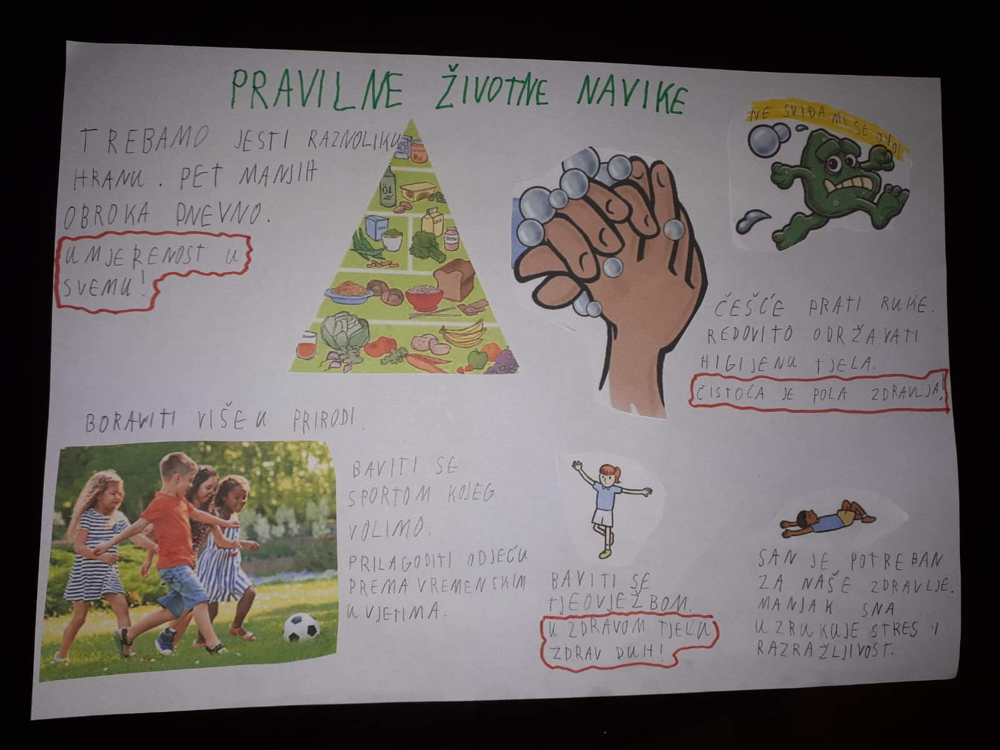 PRAVILNE ŽIVOTNE NAVIKE
TREBAMO JESTI RAZNOLIKU
HRANU. PET MANJIH
OBROKA DNEVNO.
UMJERENOST U
SVEMU!
ÖL
NE SVIĐA MI SE OVO!
ČEŠĆE PRATI RUKE.
REDOVITO ODRŽAVATI
HIGIJENU TJELA.
ČISTOĆA JE POLA ZDRAVLJA!
BORAVITI VIŠE U PRIRODI.
BAVITI SE
SPORTOM KOJEG
VOLIMO.
PRILAGODITI ODJEĆU
PREMA VREMENSKIM
UVJETIMA.
BAVITI SE
TJEOVJEŽBOM.
U ZDRAVOM TJELU
ZDRAV DUH!
SAN JE POTREBAN
ZA NAŠE ZDRAVLJE.
MANJAK SNA
UZRUKUJE STRES I
RAZRAŽLJIVOST.